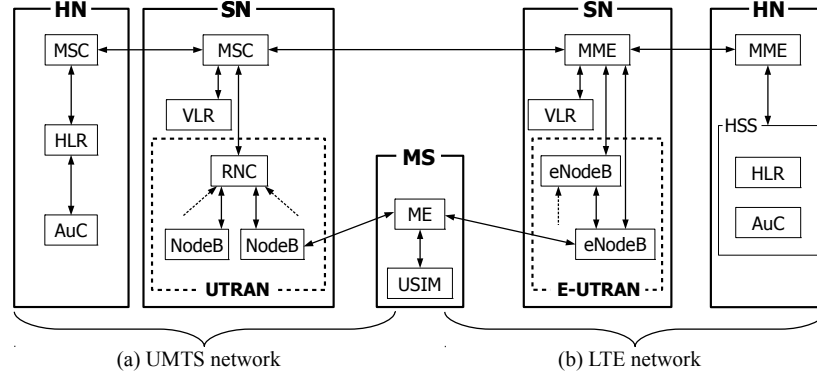 HN
SN
SN
HN
MSC
MSC
MME
MME
VLR
VLR
HSS
HLR
RNC
MS
eNodeB
HLR
ME
AuC
AuC
NodeB
NodeB
eNodeB
USIM
UTRAN
E-UTRAN
(a) UMTS network
(b) LTE network